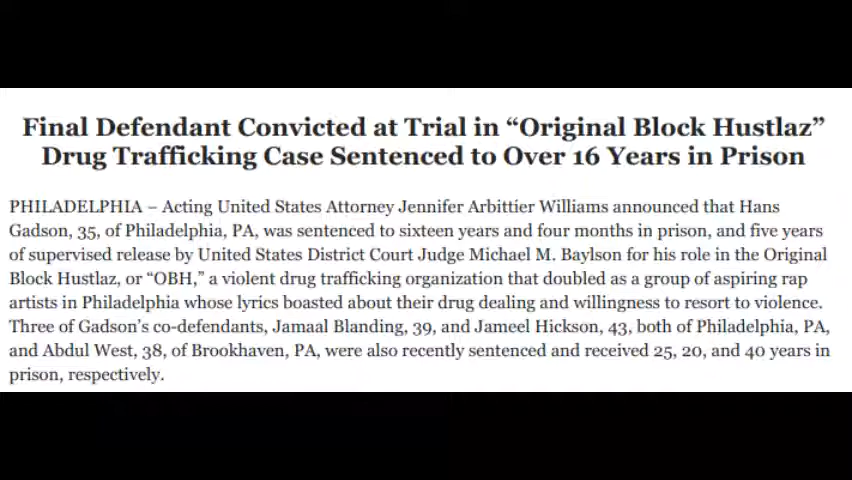 Final Defendant Convicted at Trial in “Original Block Hustlaz”
Drug Trafficking Case Sentenced to Over 16 Years in Prison
PHILADELPHIA – Acting United States Attorney Jennifer Arbittier Williams announced that Hans
Gadson, 35, of Philadelphia, PA, was sentenced to sixteen years and four months in prison, and five years
of supervised release by United States District Court Judge Michael M. Baylson for his role in the Original
Block Hustlaz, or “OBH,” a violent drug trafficking organization that doubled as a group of aspiring rap
artists in Philadelphia whose lyrics boasted about their drug dealing and willingness to resort to violence.
Three of Gadson’s co-defendants, Jamaal Blanding, 39, and Jameel Hickson, 43, both of Philadelphia, PA,
and Abdul West, 38, of Brookhaven, PA, were also recently sentenced and received 25, 20, and 40 years in
prison, respectively.